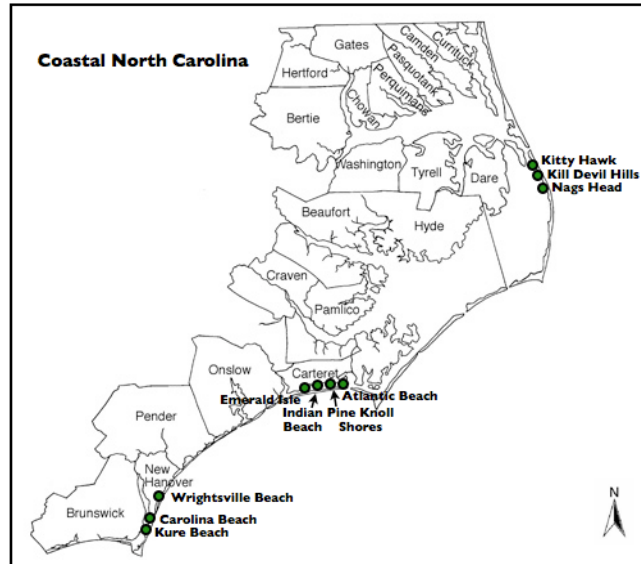 Coastal North Carolina
Gates
Camden
Currituck
Pasquotank
Perquimans
Hertford
Chowan
Bertie
Kitty Hawk
Washington
Tyrell
Dare
Kill Devil Hills
Nags Head
Beaufort
Hyde
Craven
Pamlico
Onslow
Carteret
Emerald Isle
Atlantic Beach
Indian Pine Knoll
Beach Shores
Pender
New
Hanover
Wrightsville Beach
Brunswick
Carolina Beach
Kure Beach
N